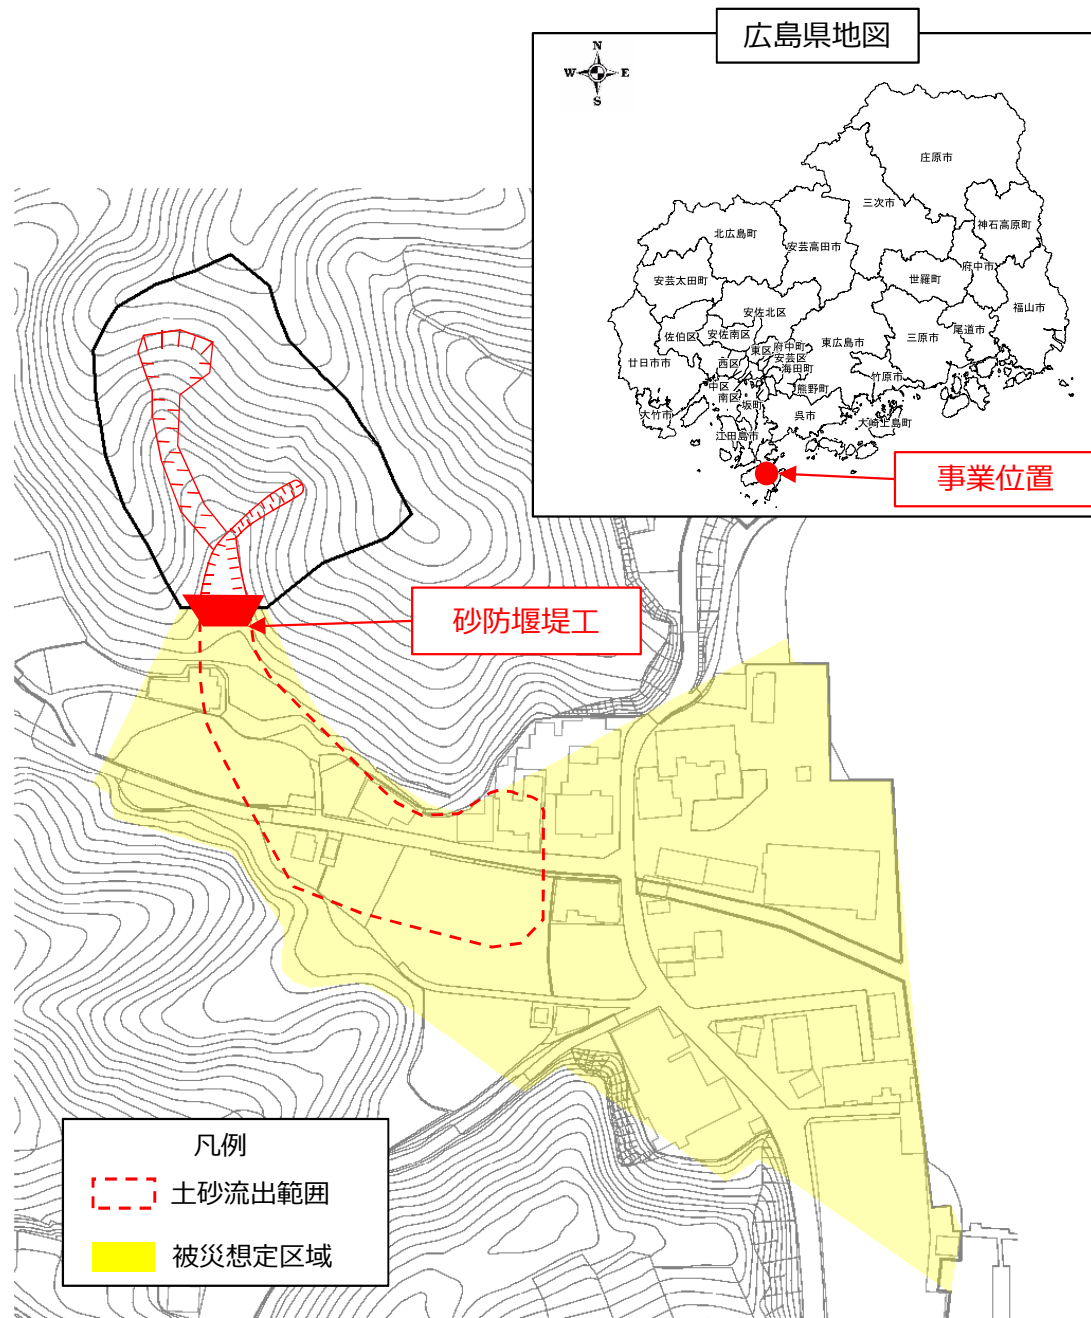 広島県地図
N
W E
S
庄原市
三次市
神石高原町
北広島町
安芸高田市
府中市
世羅町
安芸太田町
福山市
安佐北区
尾道市
佐伯区
安佐南区
東広島市
三原市
府中町
東区
安芸区
廿日市市
西区
海田町
竹原市
中区
熊野町
南区
坂町
大竹市
呉市
大崎上島町
江田島市
事業位置
砂防堰堤工
凡例
土砂流出範囲
被災想定区域